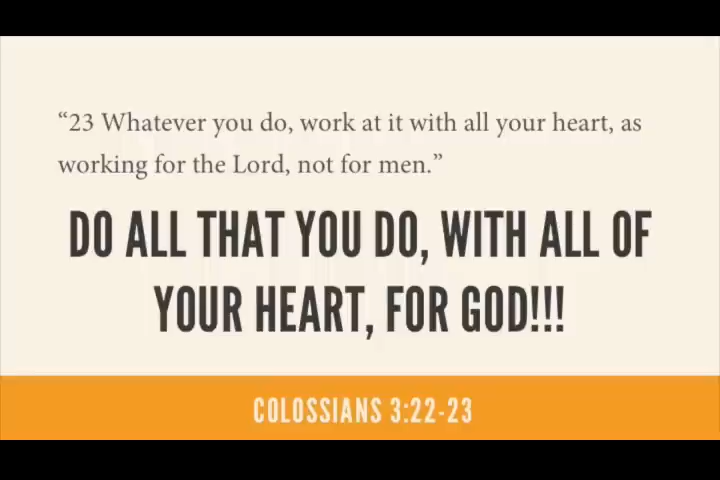 “23 Whatever you do, work at it with all your heart, as
working for the Lord, not for men.”
DO ALL THAT YOU DO, WITH ALL OF
YOUR HEART, FOR GOD!!!
COLOSSIANS 3:22-23